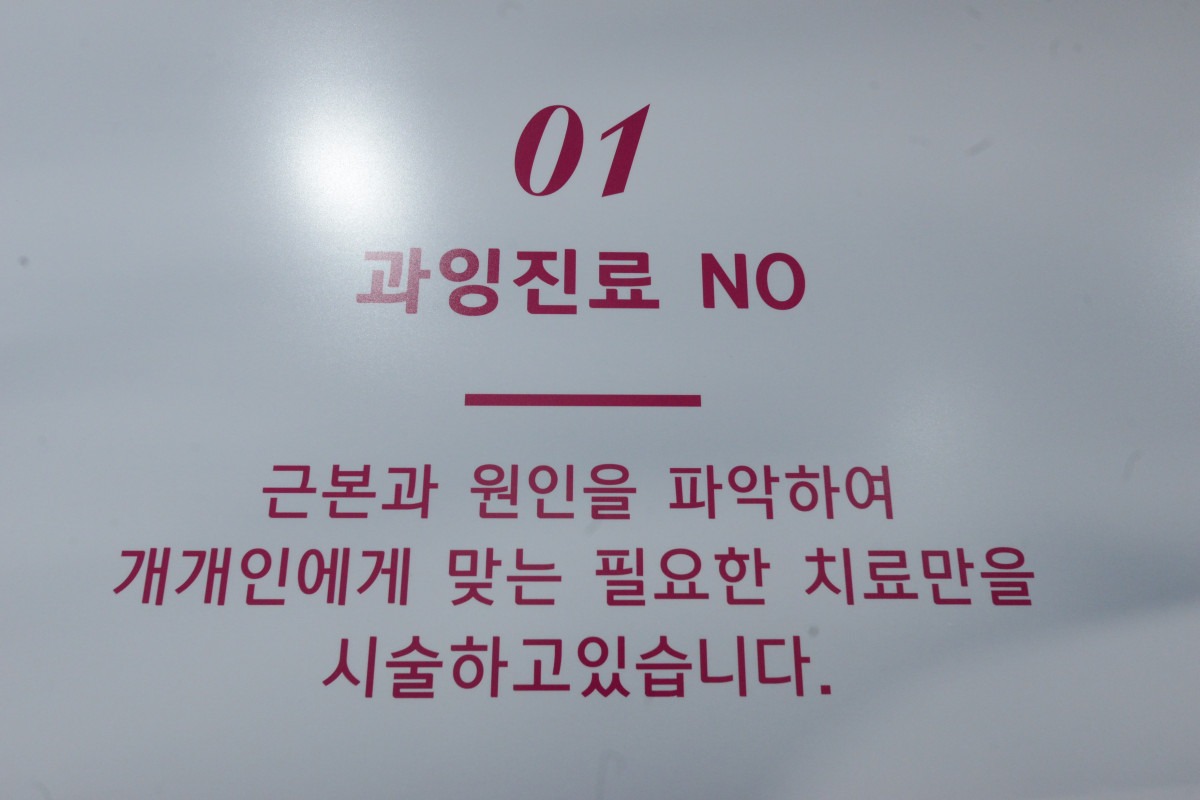 01
과잉진료 NO
근본과 원인을 파악하여
개개인에게 맞는 필요한 치료만을
시술하고있습니다.